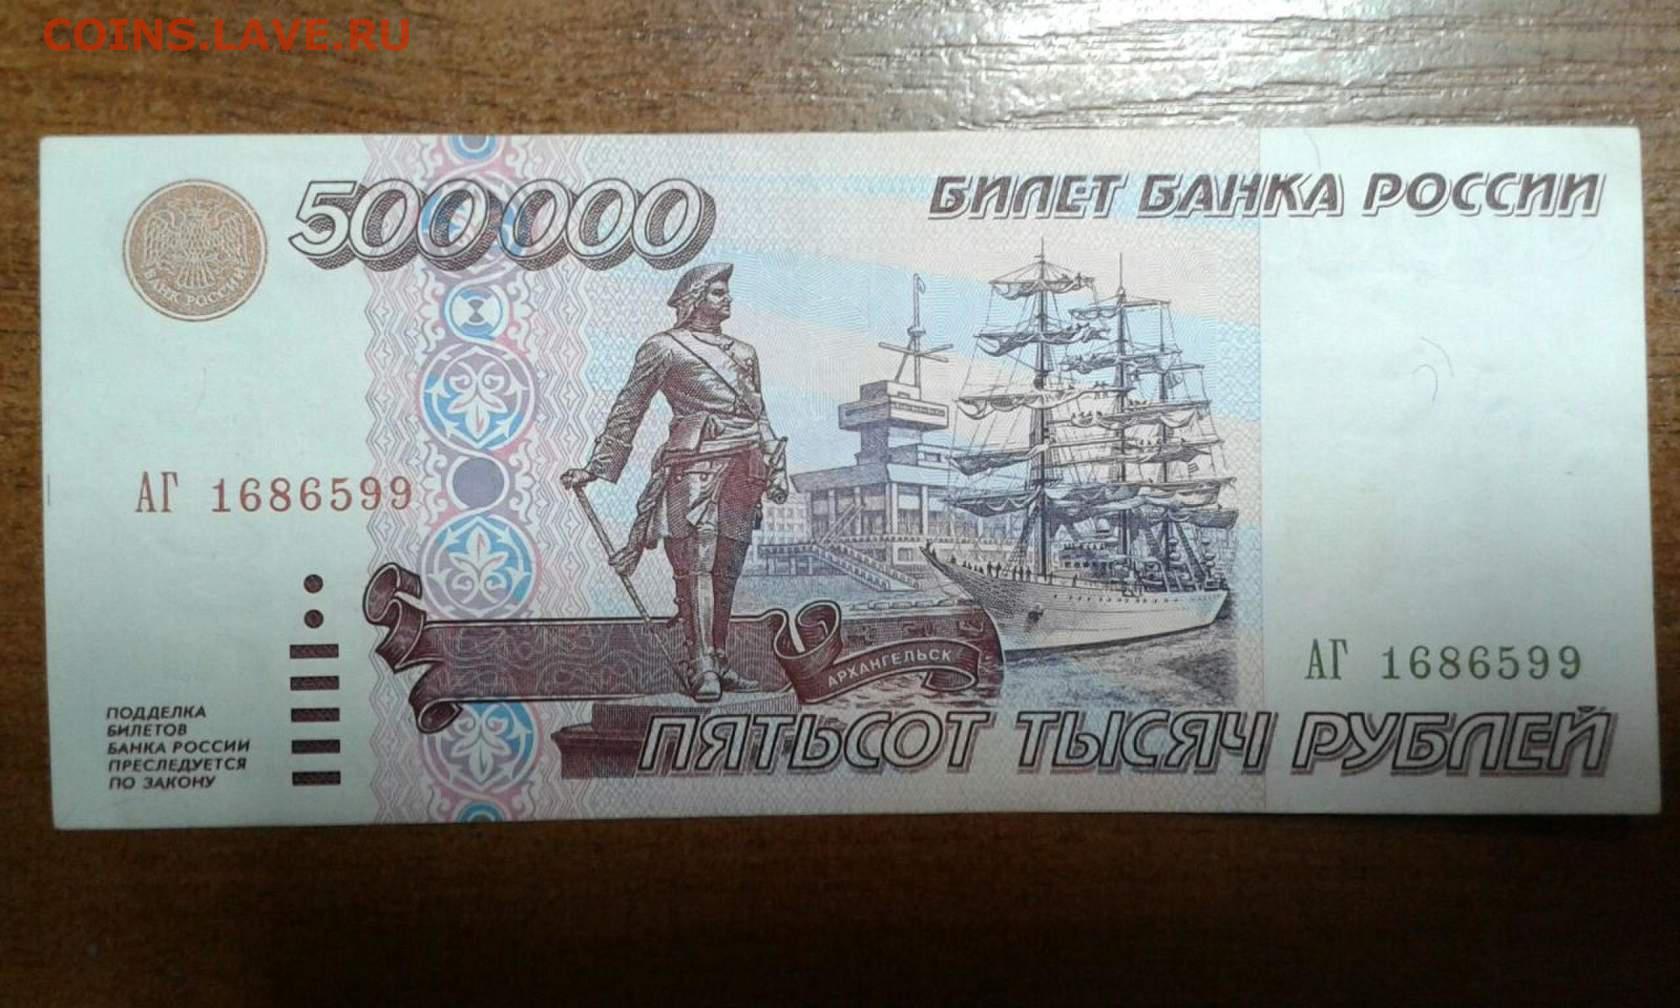 COINS.LAVE.RU
500000
БИЛЕТ БАНКА РОССИИ
БАНК РОССИИ
АГ 1686599
АРХАНГЕЛЬСК
АГ 1686599
ПОДДЕЛКА
БИЛЕТОВ
БАНКА РОССИИ
ПРЕСЛЕДУЕТСЯ
ПО ЗАКОНУ
ПЯТЬСОТ ТЫСЯЧ РУБЛЕЙ